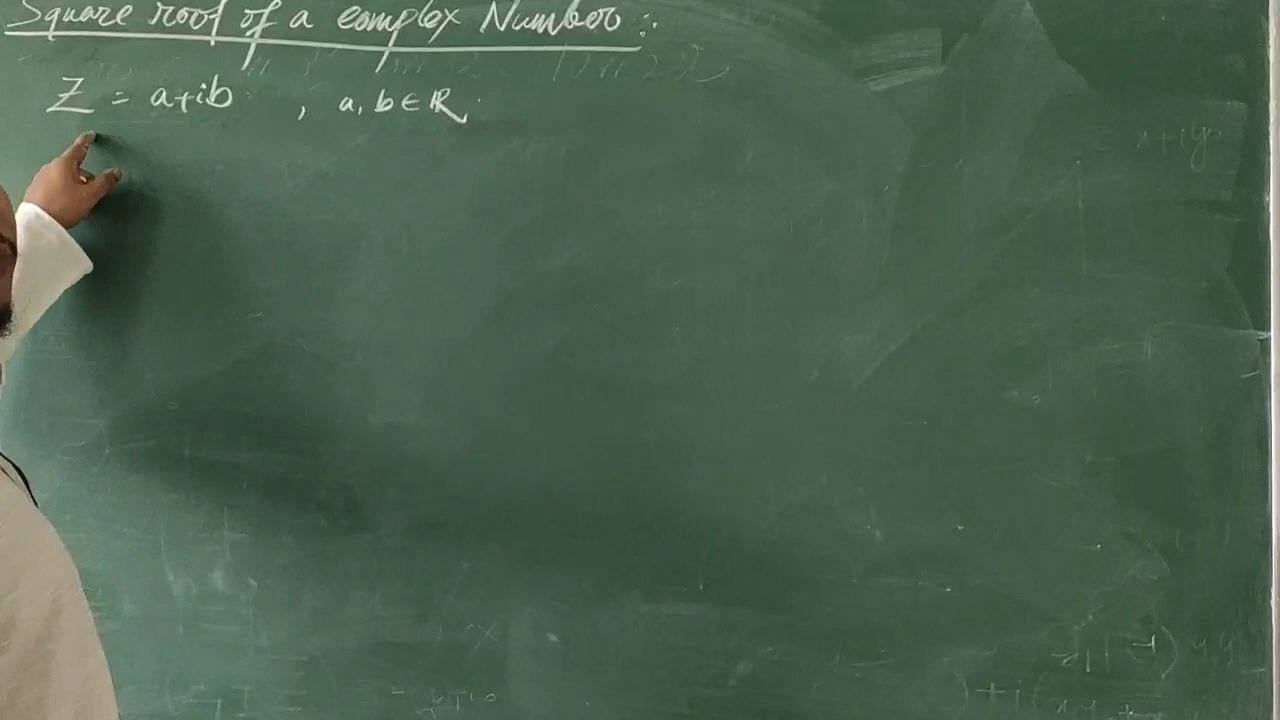 Square root of a complex Number:
Z = a+ib , a, b ∈ ℝ.